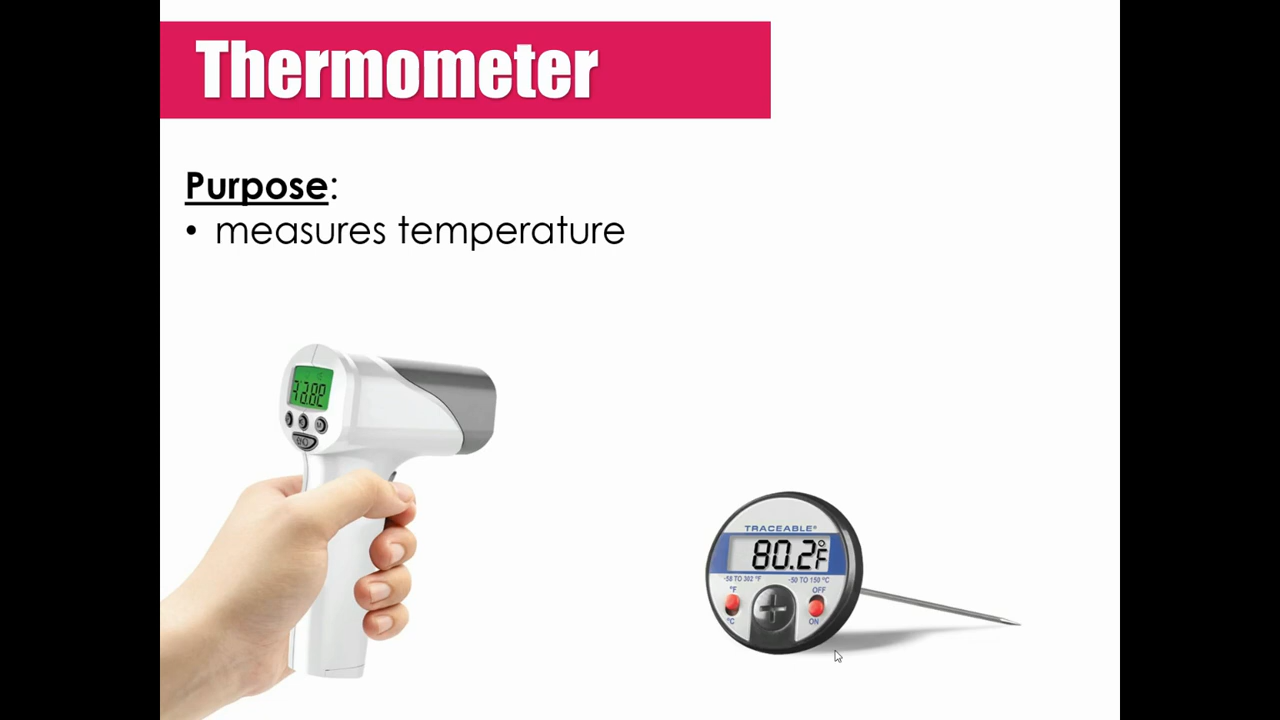 Thermometer
Purpose:
• measures temperature
TRACEABLE®
80.2°F
-58 TO 302 °F -50 TO 150 °C
°F OFF
°C ON